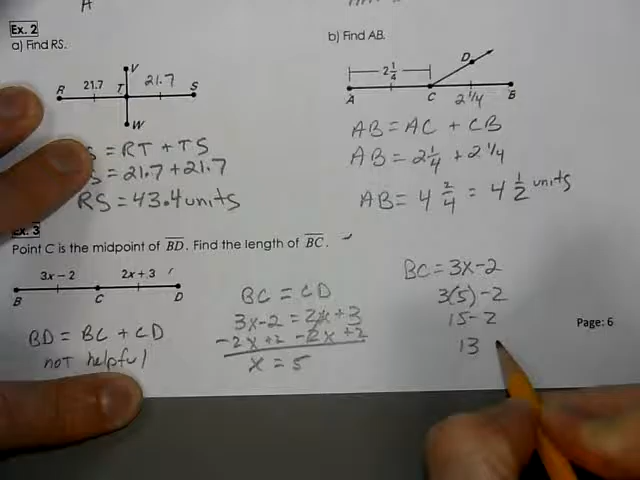 Ex. 2
a) Find RS.
V
R 21.7 T 21.7 S
W
= RT + TS
= 21.7 + 21.7
RS = 43.4 units
b) Find AB.
D
2 1/4
A C 2 1/4 B
AB = AC + CB
AB = 2 1/4 + 2 1/4
AB = 4 2/4 = 4 1/2 units
Ex. 3
Point C is the midpoint of BD. Find the length of BC.
3x – 2 2x + 3
B C D
BD = BC + CD
not helpful
BC = CD
3x-2 = 2x+3
-2x+2 -2x+2
x = 5
BC = 3x-2
3(5) - 2
15 - 2
13
Page: 6